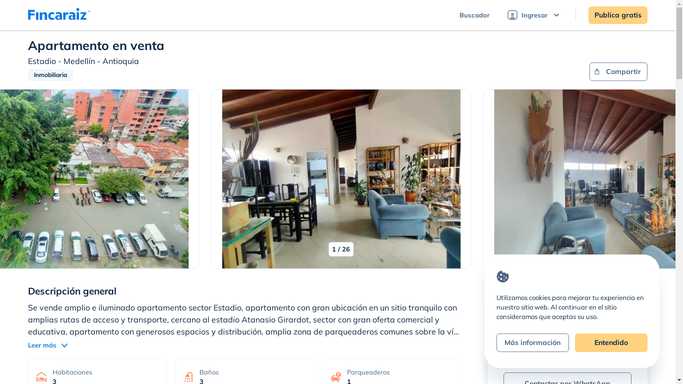 Fincaraiz
Buscador
Ingresar
Publica gratis
Apartamento en venta
Estadio - Medellín - Antioquia
Inmobiliaria
Compartir
1 / 26
Descripción general
Se vende amplio e iluminado apartamento sector Estadio, apartamento con gran ubicación en un sitio tranquilo con
amplias rutas de acceso y transporte, cercano al estadio Atanasio Girardot, sector con gran oferta comercial y
educativa, apartamento con generosos espacios y distribución, amplia zona de parqueaderos comunes sobre la ví...
Leer más
Habitaciones
3
Baños
3
Parqueaderos
1
Utilizamos cookies para mejorar tu experiencia en
nuestro sitio web. Al continuar en el sitio
consideramos que aceptas su uso.
Más información
Entendido
Contactar por WhatsApp